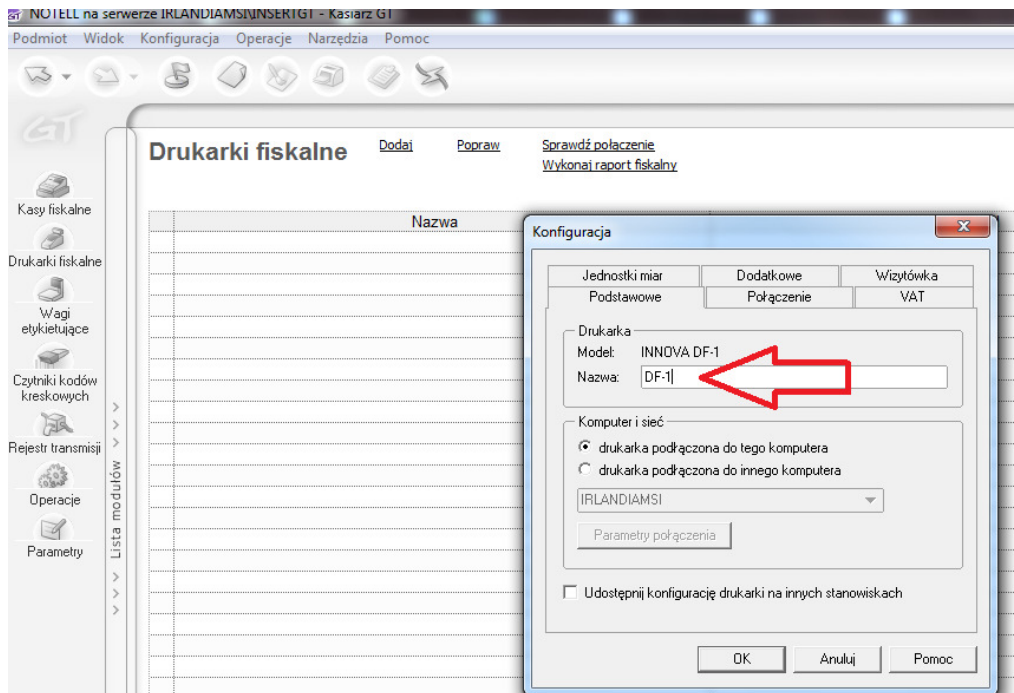 NOTELL na serwerze IRLANDIAMSI\INSERTGT - Kasiarz GT
Podmiot Widok Konfiguracja Operacje Narzędzia Pomoc
GT
Drukarki fiskalne
Dodaj
Popraw
Sprawdź połączenie
Wykonaj raport fiskalny
Kasy fiskalne
Drukarki fiskalne
Wagi
etykietujące
Czytniki kodów
kreskowych
Rejestr transmisji
Operacje
Parametry
Lista modułów
Nazwa
Konfiguracja
Jednostki miar Dodatkowe Wizytówka
Podstawowe Połączenie VAT
Drukarka
Model: INNOVA DF-1
Nazwa: DF-1
Komputer i sieć
drukarka podłączona do tego komputera
drukarka podłączona do innego komputera
IRLANDIAMSI
Parametry połączenia
Udostępnij konfigurację drukarki na innych stanowiskach
OK Anuluj Pomoc